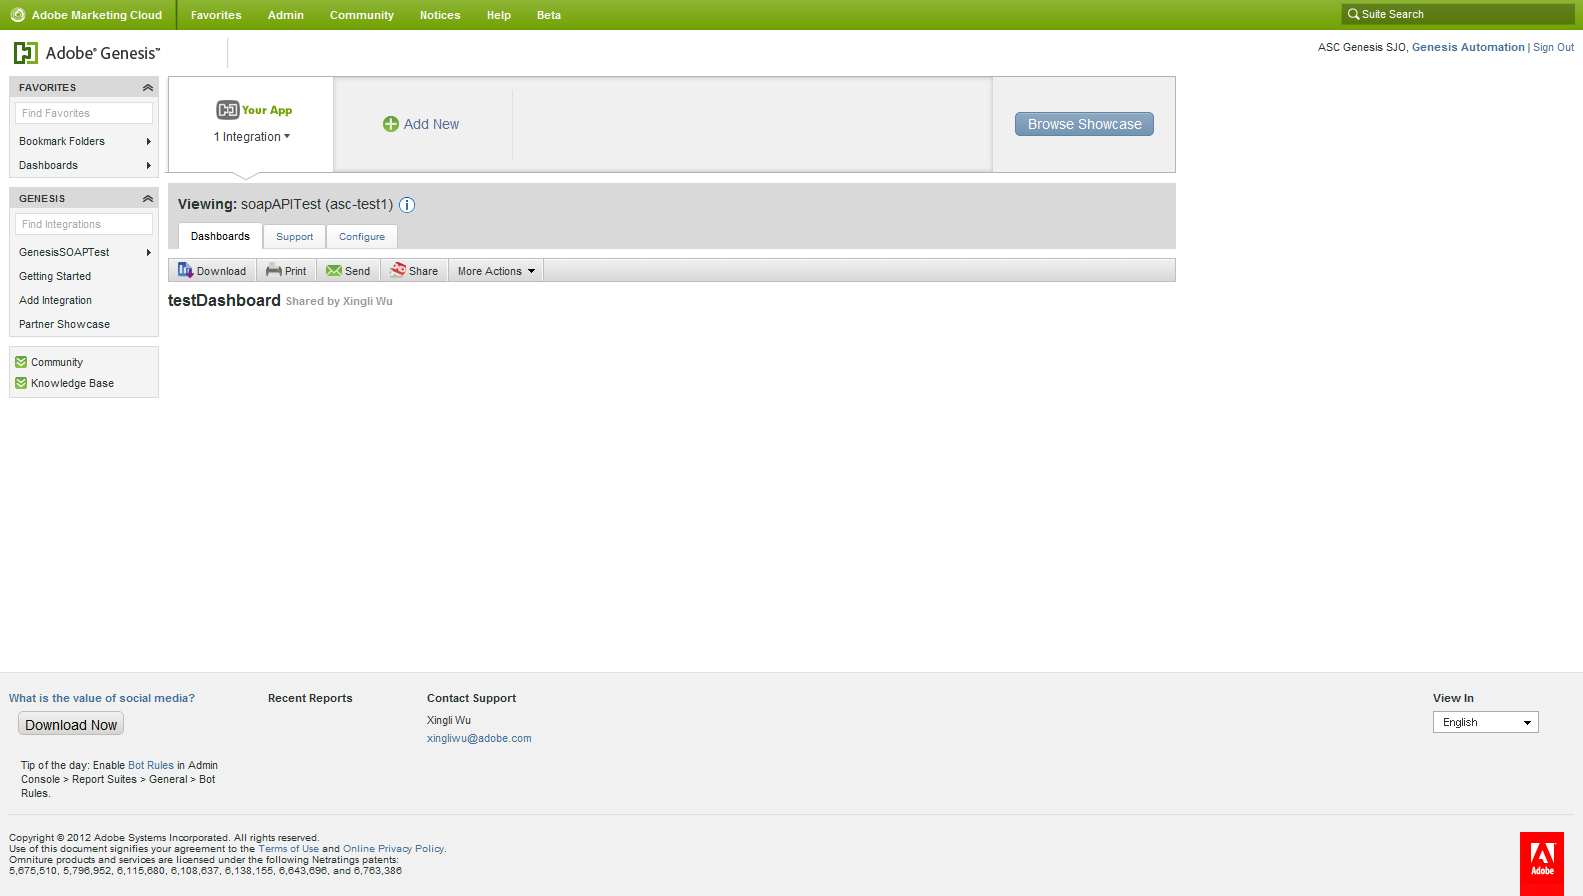 Adobe Marketing Cloud Favorites Admin Community Notices Help Beta Suite Search
Adobe® Genesis™
ASC Genesis SJO, Genesis Automation | Sign Out
FAVORITES
Find Favorites
Bookmark Folders
Dashboards
GENESIS
Find Integrations
GenesisSOAPTest
Getting Started
Add Integration
Partner Showcase
Community
Knowledge Base
Your App
1 Integration
Add New
Browse Showcase
Viewing: soapAPITest (asc-test1)
Dashboards Support Configure
Download Print Send Share More Actions
testDashboard Shared by Xingli Wu
What is the value of social media?
Download Now
Tip of the day: Enable Bot Rules in Admin
Console > Report Suites > General > Bot
Rules.
Recent Reports
Contact Support
Xingli Wu
xingliwu@adobe.com
View In
English
Copyright © 2012 Adobe Systems Incorporated. All rights reserved.
Use of this document signifies your agreement to the Terms of Use and Online Privacy Policy.
Omniture products and services are licensed under the following Netratings patents:
5,675,510, 5,796,952, 6,115,680, 6,108,637, 6,138,155, 6,643,696, and 6,763,386
Adobe